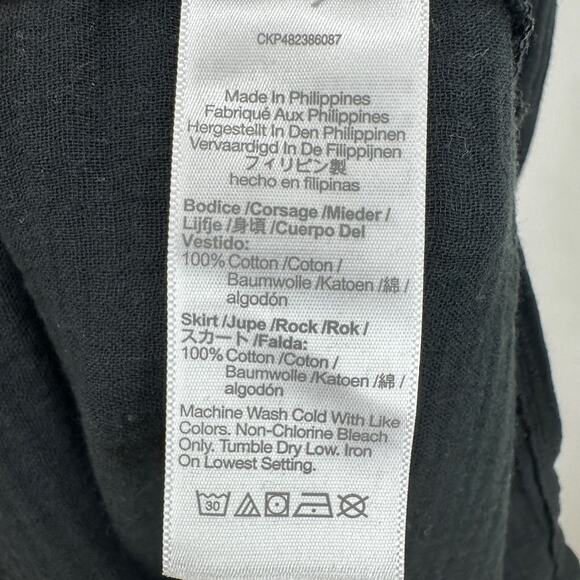 CKP482386087
Made In Philippines
Fabriqué Aux Philippines
Hergestellt In Den Philippinen
Vervaardigd In De Filippijnen
フィリピン製
hecho en filipinas
Bodice /Corsage /Mieder /
Lijfje /身頃 /Cuerpo Del
Vestido:
100% Cotton /Coton /
Baumwolle /Katoen /綿 /
algodón
Skirt /Jupe /Rock /Rok /
スカート /Falda:
100% Cotton /Coton /
Baumwolle /Katoen /綿 /
algodón
Machine Wash Cold With Like
Colors. Non-Chlorine Bleach
Only. Tumble Dry Low. Iron
On Lowest Setting.
30